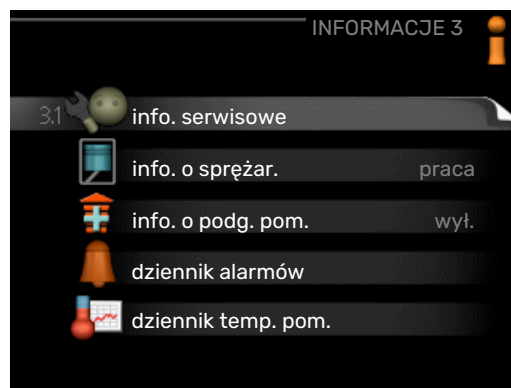 INFORMACJE 3
3.1 info. serwisowe
info. o sprężar. praca
info. o podg. pom. wył.
dziennik alarmów
dziennik temp. pom.